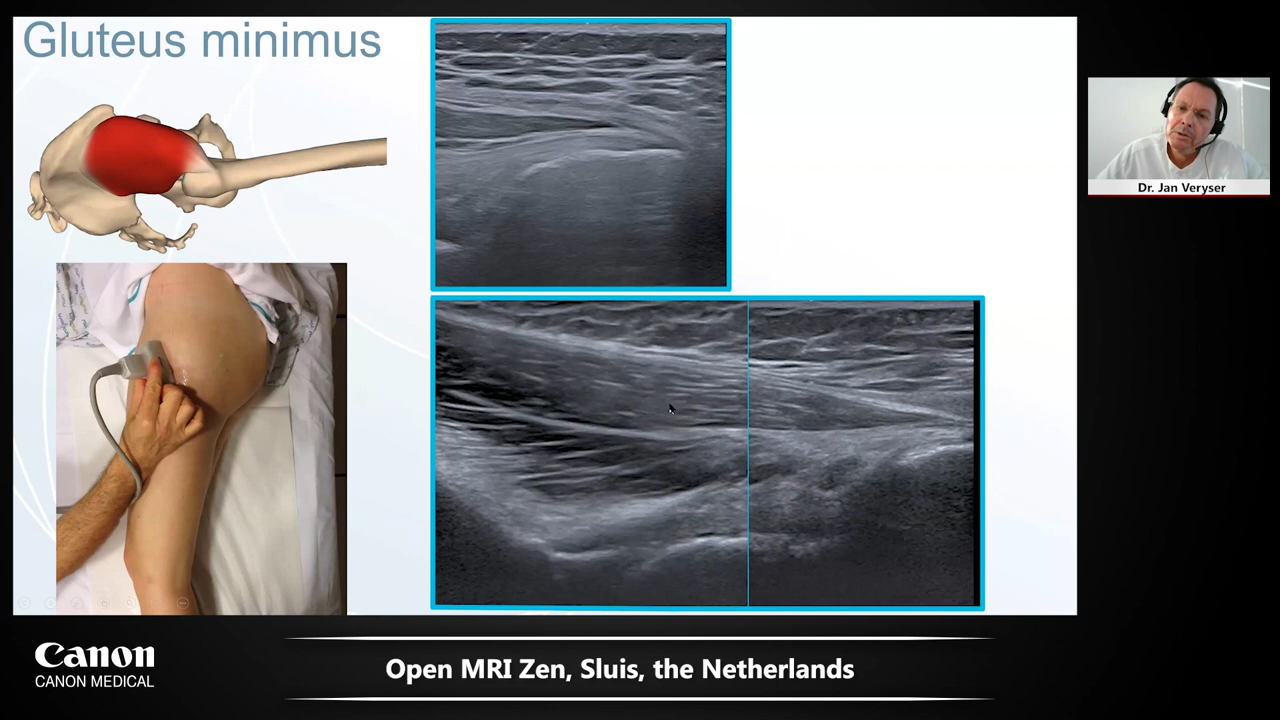 Gluteus minimus
Dr. Jan Veryser
Canon
CANON MEDICAL
Open MRI Zen, Sluis, the Netherlands